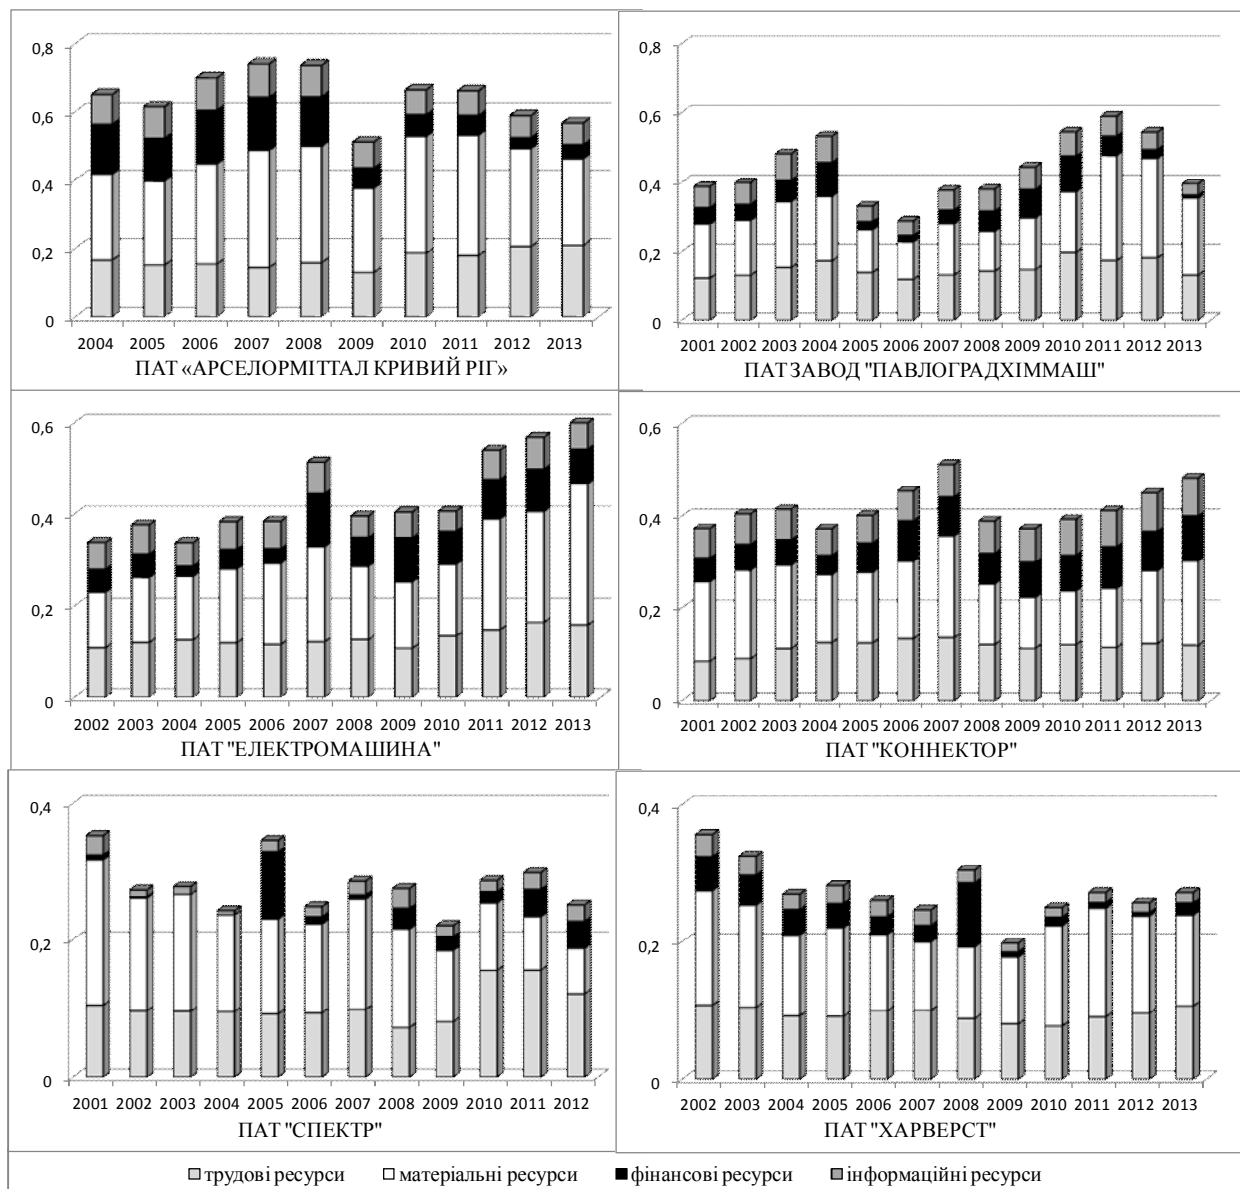 0,8
0,6
0,4
0,2
0
2004 2005 2006 2007 2008 2009 2010 2011 2012 2013
ПАТ «АРСЕЛОРМІТТАЛ КРИВИЙ РІГ»
0,8
0,6
0,4
0,2
0
2001 2002 2003 2004 2005 2006 2007 2008 2009 2010 2011 2012 2013
ПАТ ЗАВОД "ПАВЛОГРАДХІММАШ"
0,6
0,4
0,2
0
2002 2003 2004 2005 2006 2007 2008 2009 2010 2011 2012 2013
ПАТ "ЕЛЕКТРОМАШИНА"
0,6
0,4
0,2
0
2001 2002 2003 2004 2005 2006 2007 2008 2009 2010 2011 2012 2013
ПАТ "КОННЕКТОР"
0,4
0,2
0
2001 2002 2003 2004 2005 2006 2007 2008 2009 2010 2011 2012
ПАТ "СПЕКТР"
0,4
0,2
0
2002 2003 2004 2005 2006 2007 2008 2009 2010 2011 2012 2013
ПАТ "ХАРВЕРСТ"
трудові ресурси матеріальні ресурси фінансові ресурси інформаційні ресурси